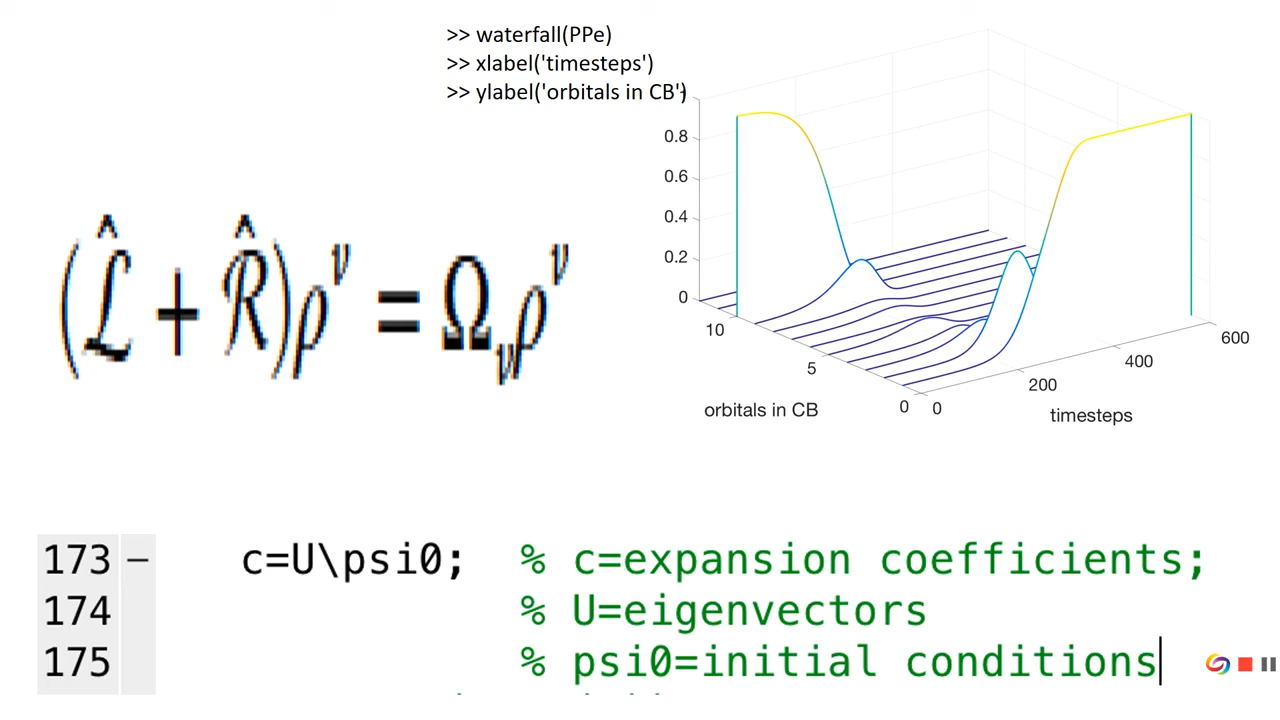 >> waterfall(PPe)
>> xlabel('timesteps')
>> ylabel('orbitals in CB')
(ℒ̂ + ℛ̂)ρ^ν = Ω_νρ^ν
0.8
0.6
0.4
0.2
0
10
5
0
0
200
400
600
orbitals in CB
timesteps
173 – c=U\psi0; % c=expansion coefficients;
174 % U=eigenvectors
175 % psi0=initial conditions